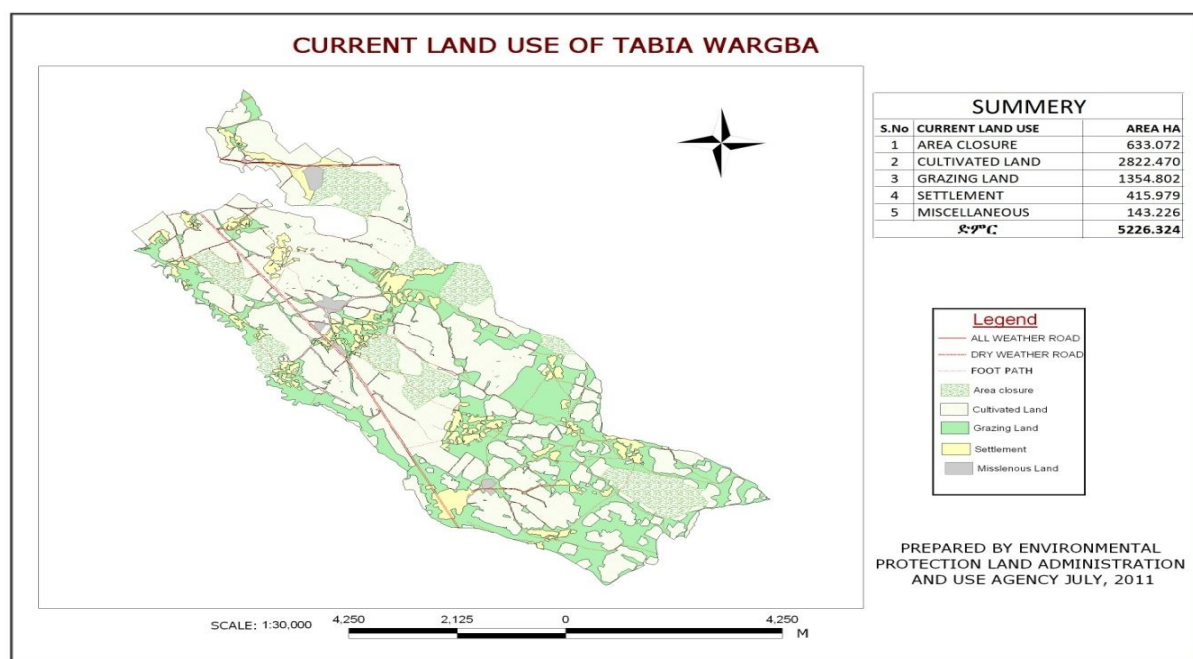 CURRENT LAND USE OF TABIA WARGBA
SUMMERY
S.No CURRENT LAND USE AREA HA
1 AREA CLOSURE 633.072
2 CULTIVATED LAND 2822.470
3 GRAZING LAND 1354.802
4 SETTLEMENT 415.979
5 MISCELLANEOUS 143.226
ድምር 5226.324
Legend
ALL WEATHER ROAD
DRY WEATHER ROAD
FOOT PATH
Area closure
Cultivated Land
Grazing Land
Settlement
Misslenous Land
PREPARED BY ENVIRONMENTAL
PROTECTION LAND ADMINISTRATION
AND USE AGENCY JULY, 2011
SCALE: 1:30,000
4,250 2,125 0 4,250
M